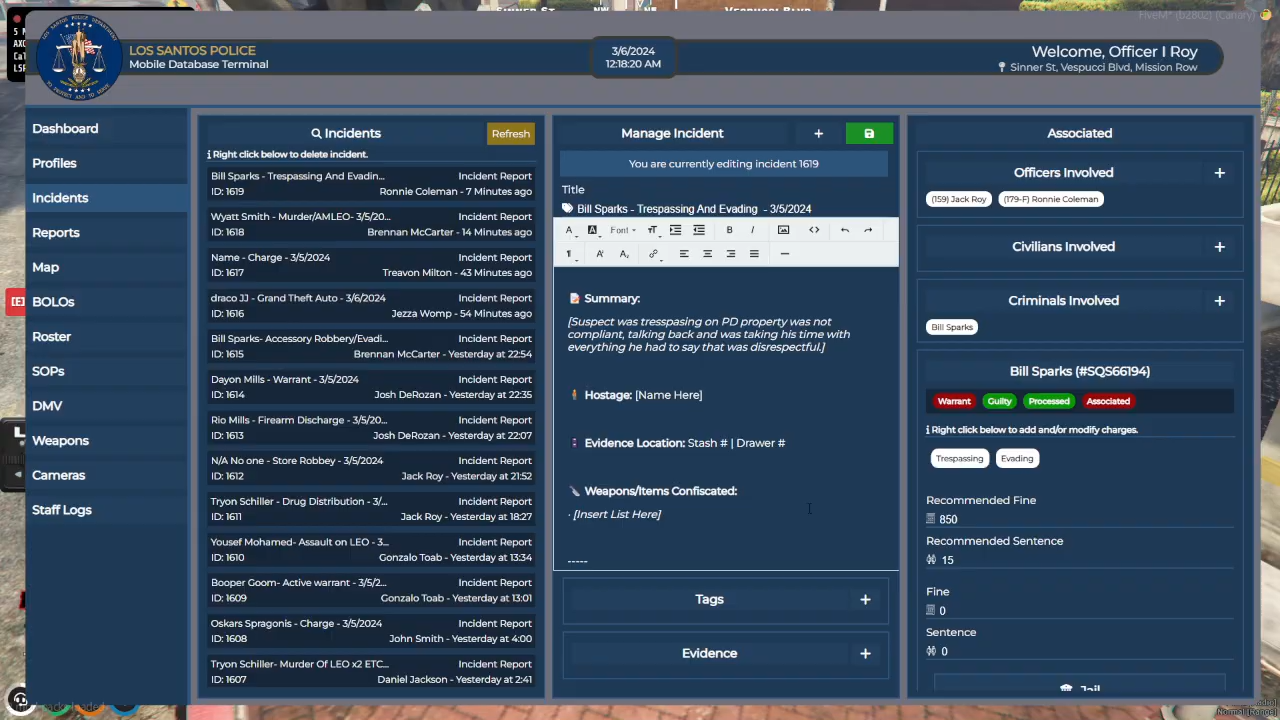 SINNER ST
NW
NE
VESPUCCI BLVD
FiveM® (b2802) (Canary)
LOS SANTOS POLICE
Mobile Database Terminal
3/6/2024
12:18:20 AM
Welcome, Officer I Roy
Sinner St, Vespucci Blvd, Mission Row
Dashboard
Profiles
Incidents
Reports
Map
BOLOs
Roster
SOPs
DMV
Weapons
Cameras
Staff Logs
Incidents
Refresh
Right click below to delete incident.
Bill Sparks - Trespassing And Evadin... Incident Report
ID: 1619 Ronnie Coleman - 7 Minutes ago
Wyatt Smith - Murder/AMLEO- 3/5/20... Incident Report
ID: 1618 Brennan McCarter - 14 Minutes ago
Name - Charge - 3/5/2024 Incident Report
ID: 1617 Treavon Milton - 43 Minutes ago
draco JJ - Grand Theft Auto - 3/6/2024 Incident Report
ID: 1616 Jezza Womp - 54 Minutes ago
Bill Sparks- Accessory Robbery/Evadi... Incident Report
ID: 1615 Brennan McCarter - Yesterday at 22:54
Dayon Mills - Warrant - 3/5/2024 Incident Report
ID: 1614 Josh DeRozan - Yesterday at 22:35
Rio Mills - Firearm Discharge - 3/5/20... Incident Report
ID: 1613 Josh DeRozan - Yesterday at 22:07
N/A No one - Store Robbey - 3/5/2024 Incident Report
ID: 1612 Jack Roy - Yesterday at 21:52
Tryon Schiller - Drug Distribution - 3/... Incident Report
ID: 1611 Jack Roy - Yesterday at 18:27
Yousef Mohamed- Assault on LEO - 3... Incident Report
ID: 1610 Gonzalo Toab - Yesterday at 13:34
Booper Goom- Active warrant - 3/5/2... Incident Report
ID: 1609 Gonzalo Toab - Yesterday at 13:01
Oskars Spragonis - Charge - 3/5/2024 Incident Report
ID: 1608 John Smith - Yesterday at 4:00
Tryon Schiller- Murder Of LEO x2 ETC... Incident Report
ID: 1607 Daniel Jackson - Yesterday at 2:41
Manage Incident
You are currently editing incident 1619
Title
Bill Sparks - Trespassing And Evading - 3/5/2024
Font
Summary:
[Suspect was tresspasing on PD property was not
compliant, talking back and was taking his time with
everything he had to say that was disrespectful.]
Hostage: [Name Here]
Evidence Location: Stash # | Drawer #
Weapons/Items Confiscated:
· [Insert List Here]
-----
Tags
Evidence
Associated
Officers Involved
(159) Jack Roy (179-F) Ronnie Coleman
Civilians Involved
Criminals Involved
Bill Sparks
Bill Sparks (#SQS66194)
Warrant Guilty Processed Associated
Right click below to add and/or modify charges.
Trespassing Evading
Recommended Fine
850
Recommended Sentence
15
Fine
0
Sentence
0
Jail